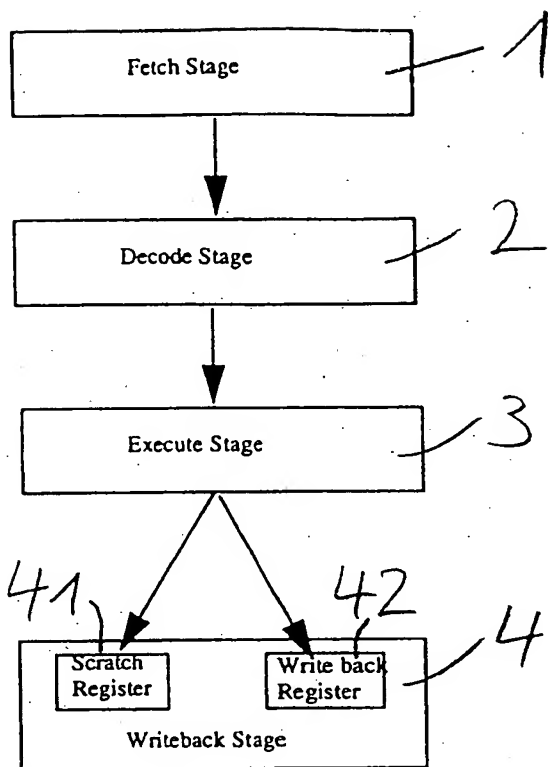 Fetch Stage
1
Decode Stage
2
Execute Stage
3
41
42
4
Scratch
Register
Write back
Register
Writeback Stage